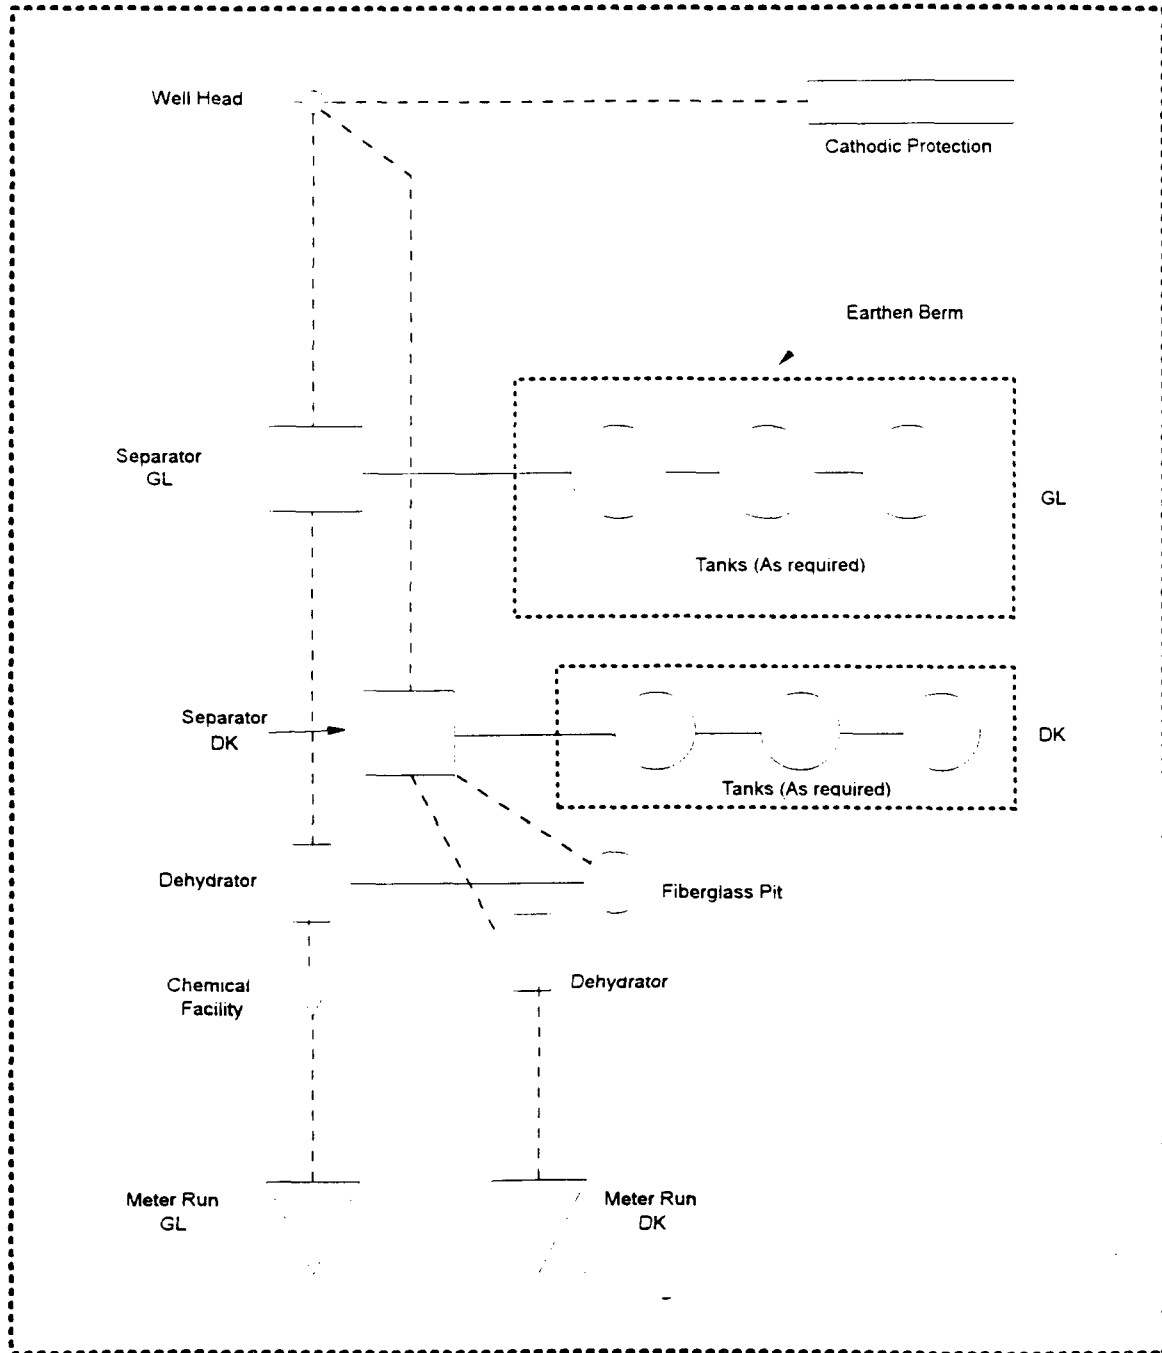 Well Head
Cathodic Protection
Earthen Berm
Separator
GL
GL
Tanks (As required)
Separator
DK
DK
Tanks (As required)
Dehydrator
Fiberglass Pit
Chemical
Facility
Dehydrator
Meter Run
GL
Meter Run
DK